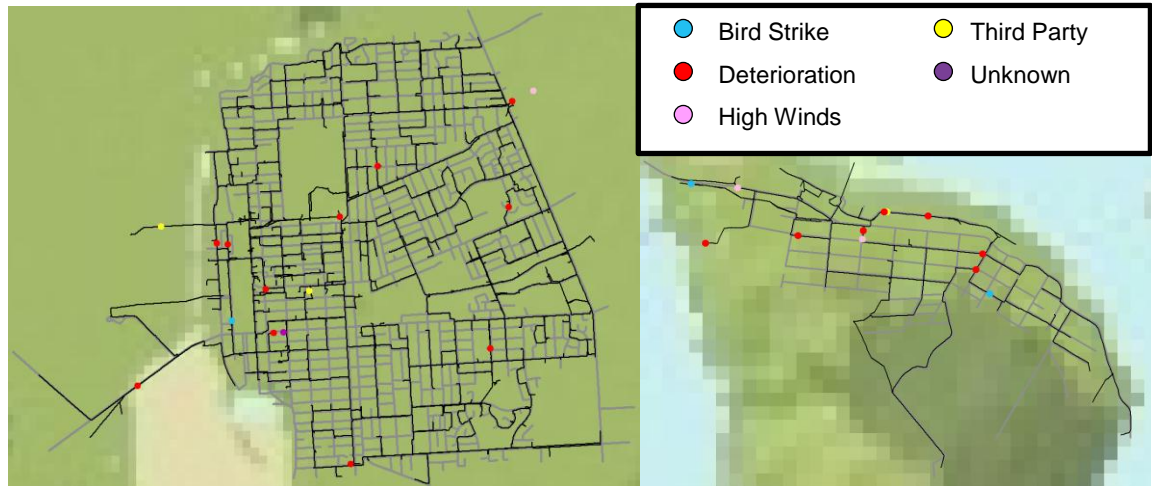 Bird Strike
Third Party
Deterioration
Unknown
High Winds